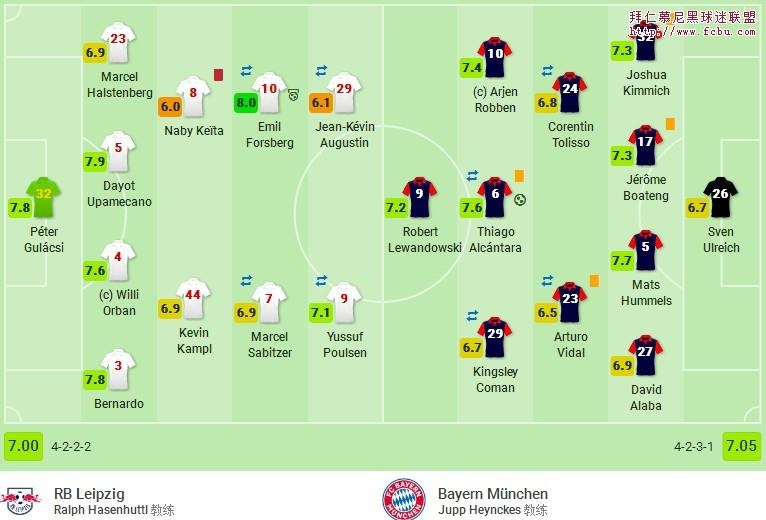 拜仁慕尼黑球迷联盟
http://www.fcbu.com
23
6.9
Marcel
Halstenberg
5
7.9
Dayot
Upamecano
4
7.6
(c) Willi
Orban
3
7.8
Bernardo
32
7.8
Péter
Gulácsi
8
6.0
Naby Keïta
44
6.9
Kevin
Kampl
10
8.0
Emil
Forsberg
7
6.9
Marcel
Sabitzer
29
6.1
Jean-Kévin
Augustin
9
7.1
Yussuf
Poulsen
9
7.2
Robert
Lewandowski
10
7.4
(c) Arjen
Robben
6
7.6
Thiago
Alcántara
29
6.7
Kingsley
Coman
24
6.8
Corentin
Tolisso
23
6.5
Arturo
Vidal
32
7.3
Joshua
Kimmich
17
7.3
Jérôme
Boateng
5
7.7
Mats
Hummels
27
6.9
David
Alaba
26
6.7
Sven
Ulreich
7.00 4-2-2-2
4-2-3-1 7.05
RB Leipzig
Ralph Hasenhuttl 教练
FC BAYERN
MÜNCHEN
Bayern München
Jupp Heynckes 教练